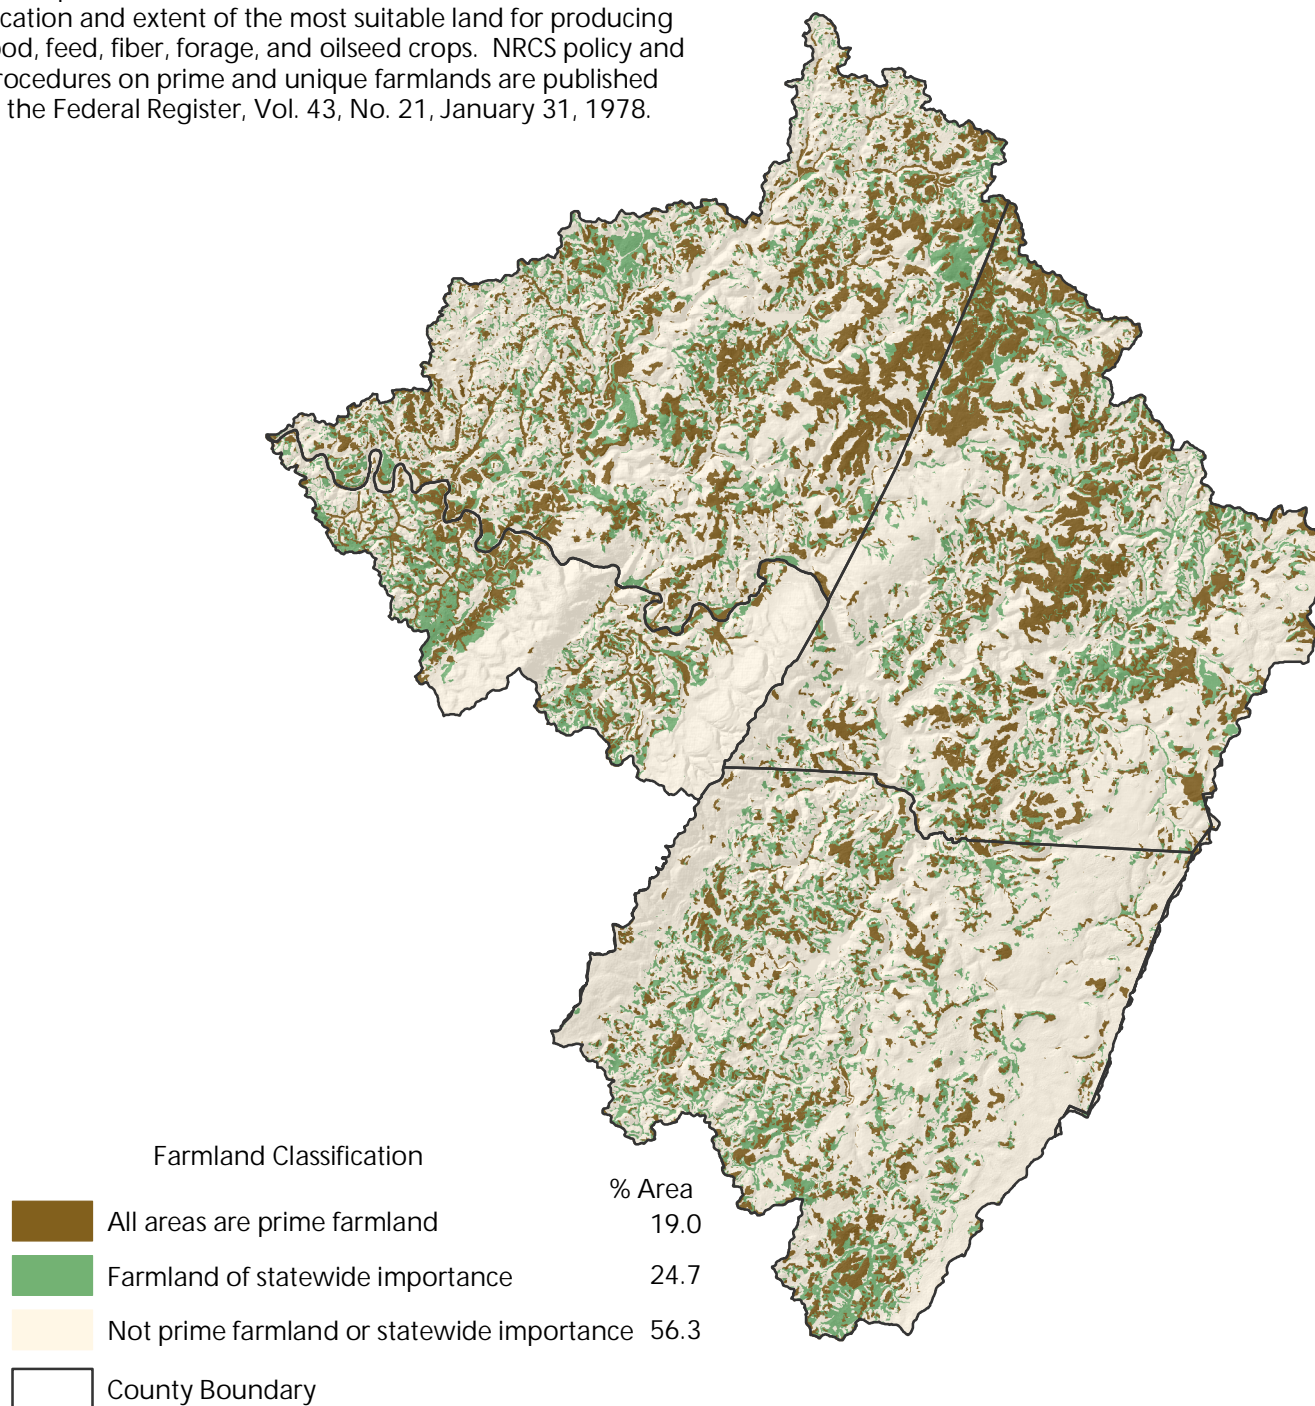 cation and extent of the most suitable land for producing
od, feed, fiber, forage, and oilseed crops. NRCS policy and
rocedures on prime and unique farmlands are published
the Federal Register, Vol. 43, No. 21, January 31, 1978.
Farmland Classification
% Area
All areas are prime farmland 19.0
Farmland of statewide importance 24.7
Not prime farmland or statewide importance 56.3
County Boundary